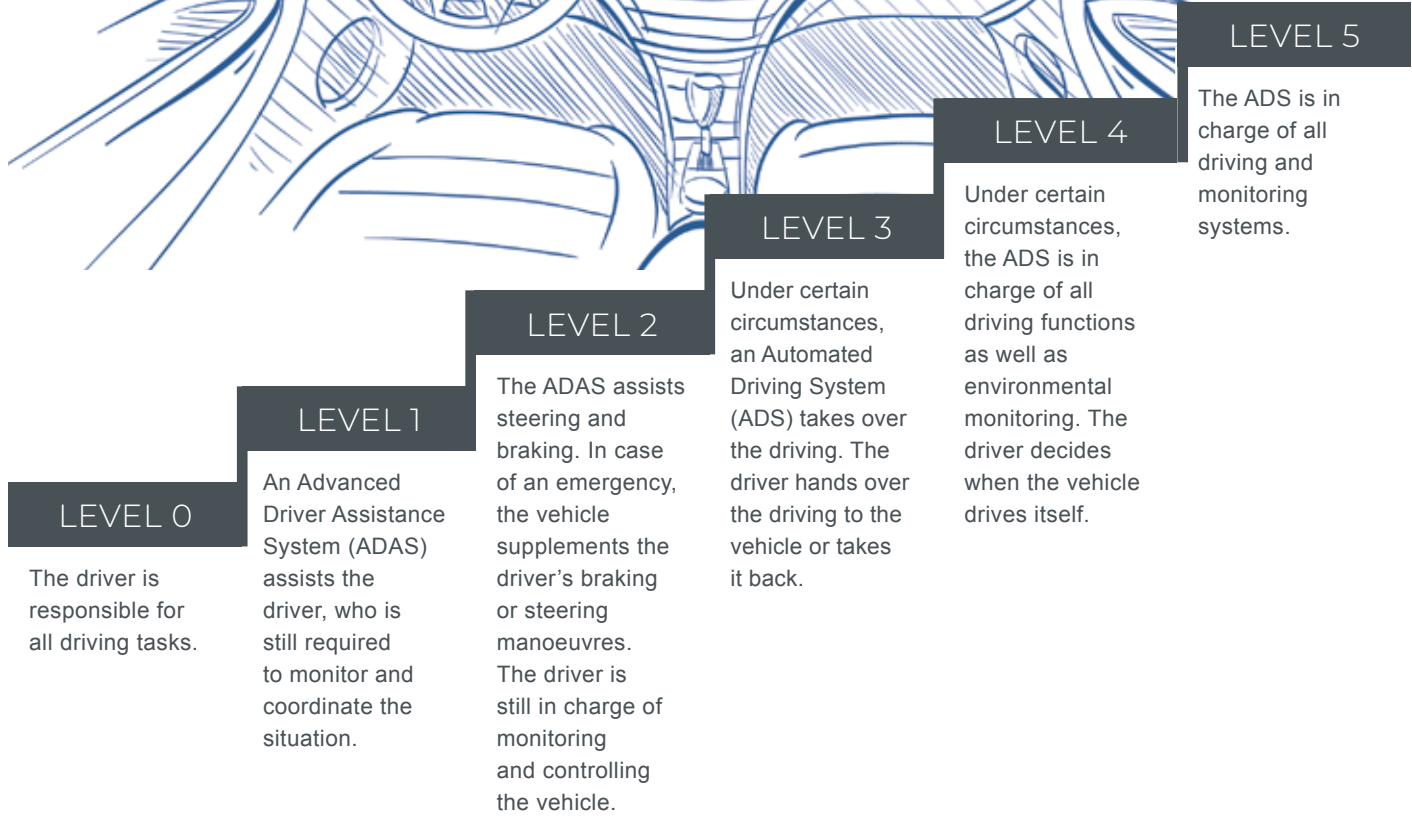 LEVEL 0
The driver is
responsible for
all driving tasks.
LEVEL 1
An Advanced
Driver Assistance
System (ADAS)
assists the
driver, who is
still required
to monitor and
coordinate the
situation.
LEVEL 2
The ADAS assists
steering and
braking. In case
of an emergency,
the vehicle
supplements the
driver’s braking
or steering
manoeuvres.
The driver is
still in charge of
monitoring
and controlling
the vehicle.
LEVEL 3
Under certain
circumstances,
an Automated
Driving System
(ADS) takes over
the driving. The
driver hands over
the driving to the
vehicle or takes
it back.
LEVEL 4
Under certain
circumstances,
the ADS is in
charge of all
driving functions
as well as
environmental
monitoring. The
driver decides
when the vehicle
drives itself.
LEVEL 5
The ADS is in
charge of all
driving and
monitoring
systems.